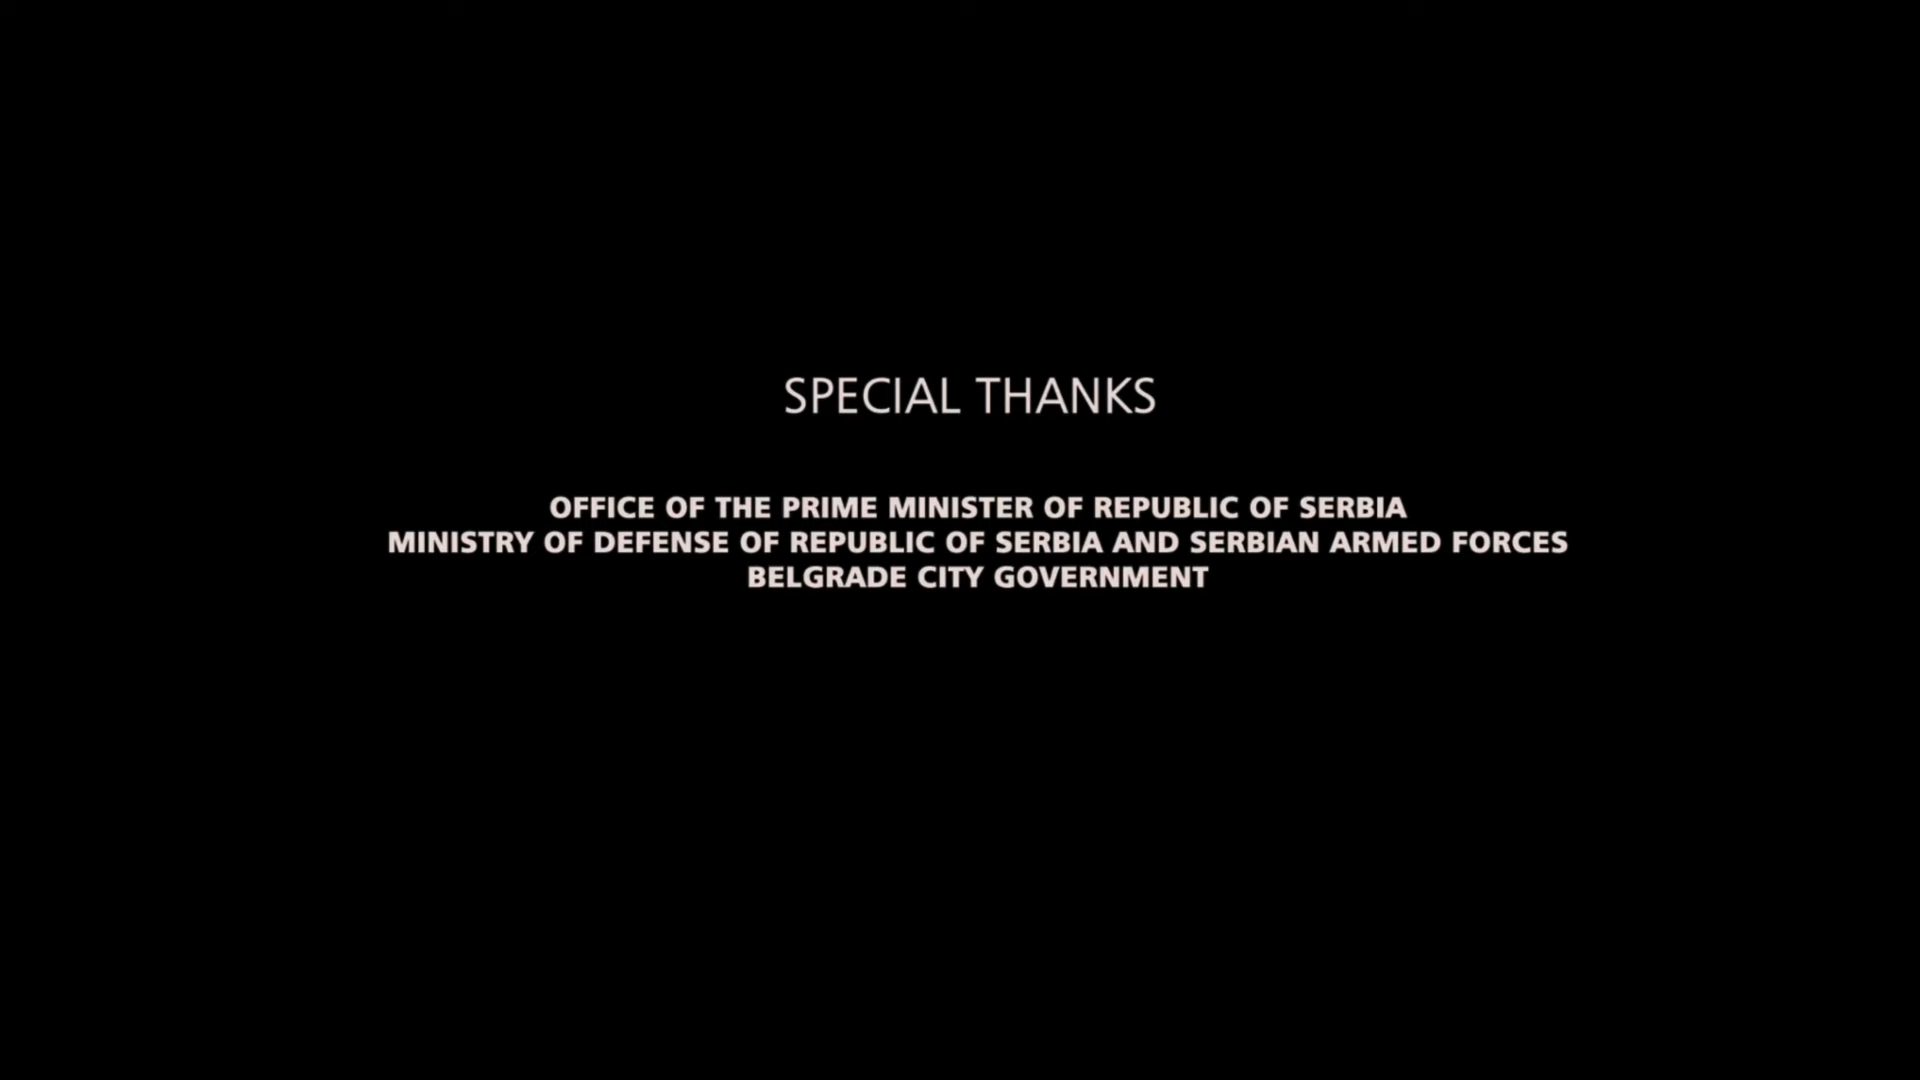 SPECIAL THANKS
OFFICE OF THE PRIME MINISTER OF REPUBLIC OF SERBIA
MINISTRY OF DEFENSE OF REPUBLIC OF SERBIA AND SERBIAN ARMED FORCES
BELGRADE CITY GOVERNMENT